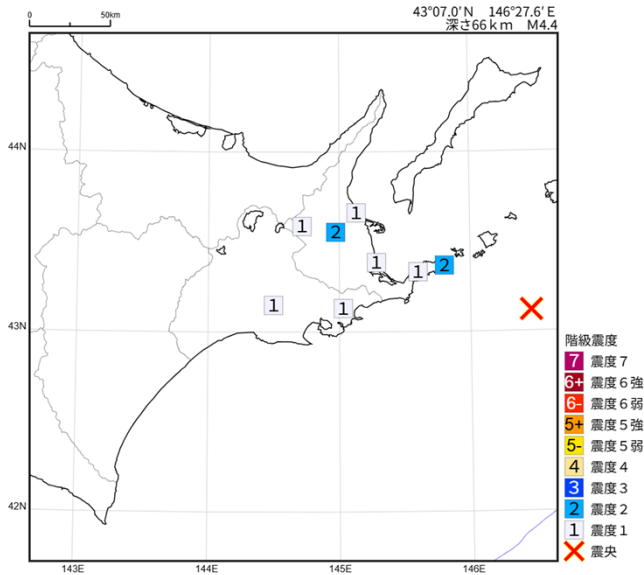 0 50km
43°07.0′N 146°27.6′E
深さ66km M4.4
44N
1
1
2
1
1
2
1
1
43N
42N
143E 144E 145E 146E
階級震度
7 震度7
6+ 震度6強
6- 震度6弱
5+ 震度5強
5- 震度5弱
4 震度4
3 震度3
2 震度2
1 震度1
震央